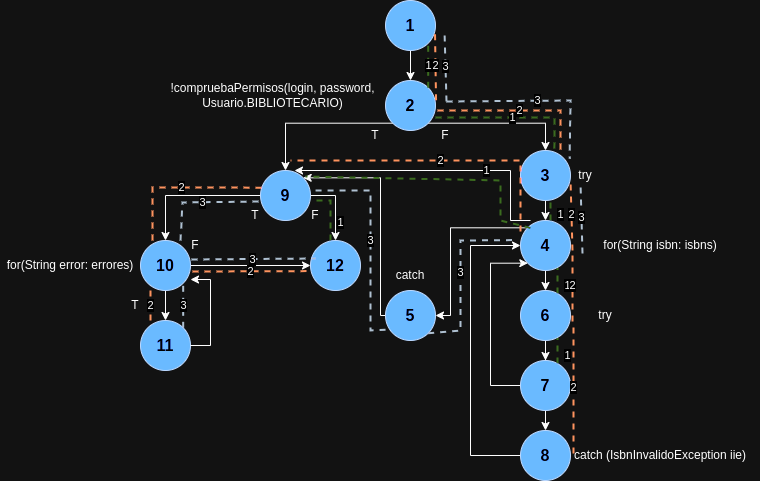 1
12 3
!compruebaPermisos(login, password,
Usuario.BIBLIOTECARIO)
2
3
2
1
T
F
2
1
3
try
2
3
9
T
F
1
1 2 3
3
F
4
for(String isbn: isbns)
for(String error: errores)
10
3
2
12
catch
3
12
T
2
3
5
6
try
11
1
7
2
8
catch (IsbnInvalidoException iie)